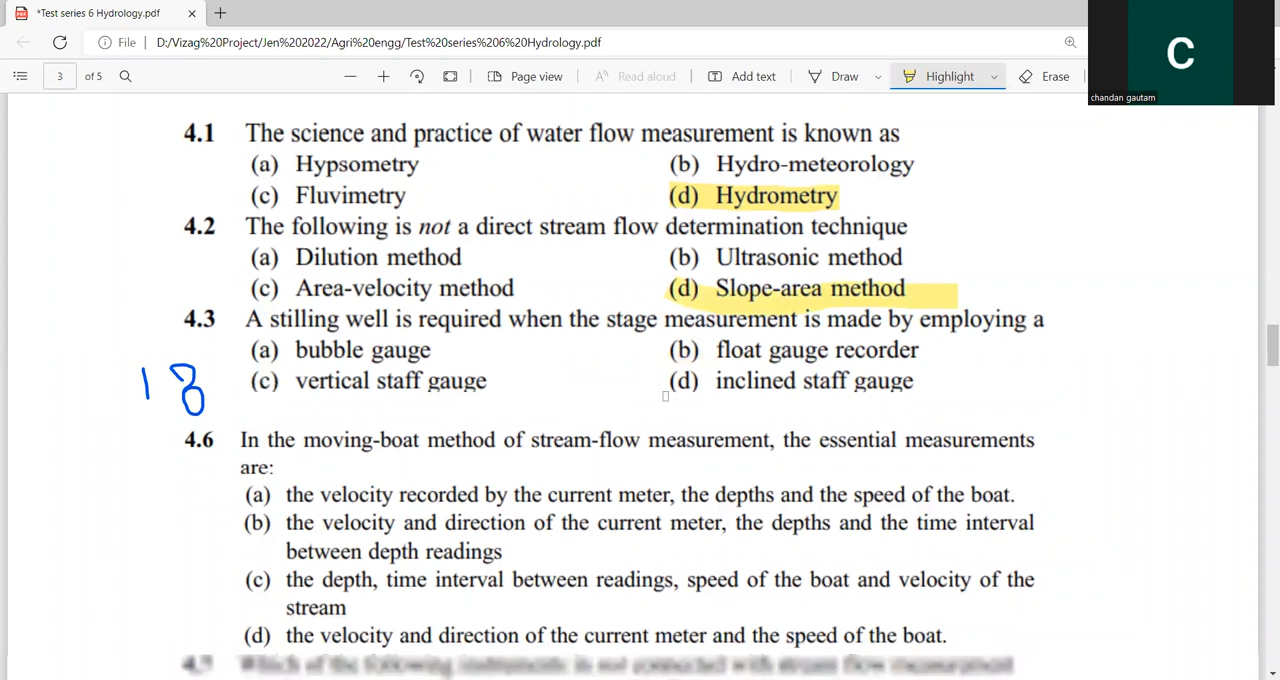 *Test series 6 Hydrology.pdf
File D:/Vizag%20Project/Jen%202022/Agri%20engg/Test%20series%206%20Hydrology.pdf
3 of 5 Page view Read aloud Add text Draw Highlight Erase
C
chandan gautam
4.1 The science and practice of water flow measurement is known as
(a) Hypsometry (b) Hydro-meteorology
(c) Fluvimetry (d) Hydrometry
4.2 The following is not a direct stream flow determination technique
(a) Dilution method (b) Ultrasonic method
(c) Area-velocity method (d) Slope-area method
4.3 A stilling well is required when the stage measurement is made by employing a
(a) bubble gauge (b) float gauge recorder
(c) vertical staff gauge (d) inclined staff gauge
18
4.6 In the moving-boat method of stream-flow measurement, the essential measurements
are:
(a) the velocity recorded by the current meter, the depths and the speed of the boat.
(b) the velocity and direction of the current meter, the depths and the time interval
between depth readings
(c) the depth, time interval between readings, speed of the boat and velocity of the
stream
(d) the velocity and direction of the current meter and the speed of the boat.